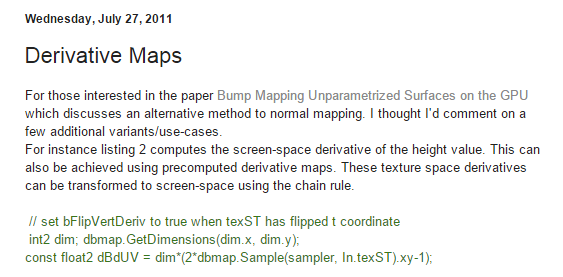 Wednesday, July 27, 2011
Derivative Maps
For those interested in the paper Bump Mapping Unparametrized Surfaces on the GPU
which discusses an alternative method to normal mapping. I thought I'd comment on a
few additional variants/use-cases.
For instance listing 2 computes the screen-space derivative of the height value. This can
also be achieved using precomputed derivative maps. These texture space derivatives
can be transformed to screen-space using the chain rule.
// set bFlipVertDeriv to true when texST has flipped t coordinate
int2 dim; dbmap.GetDimensions(dim.x, dim.y);
const float2 dBdUV = dim*(2*dbmap.Sample(sampler, In.texST).xy-1);